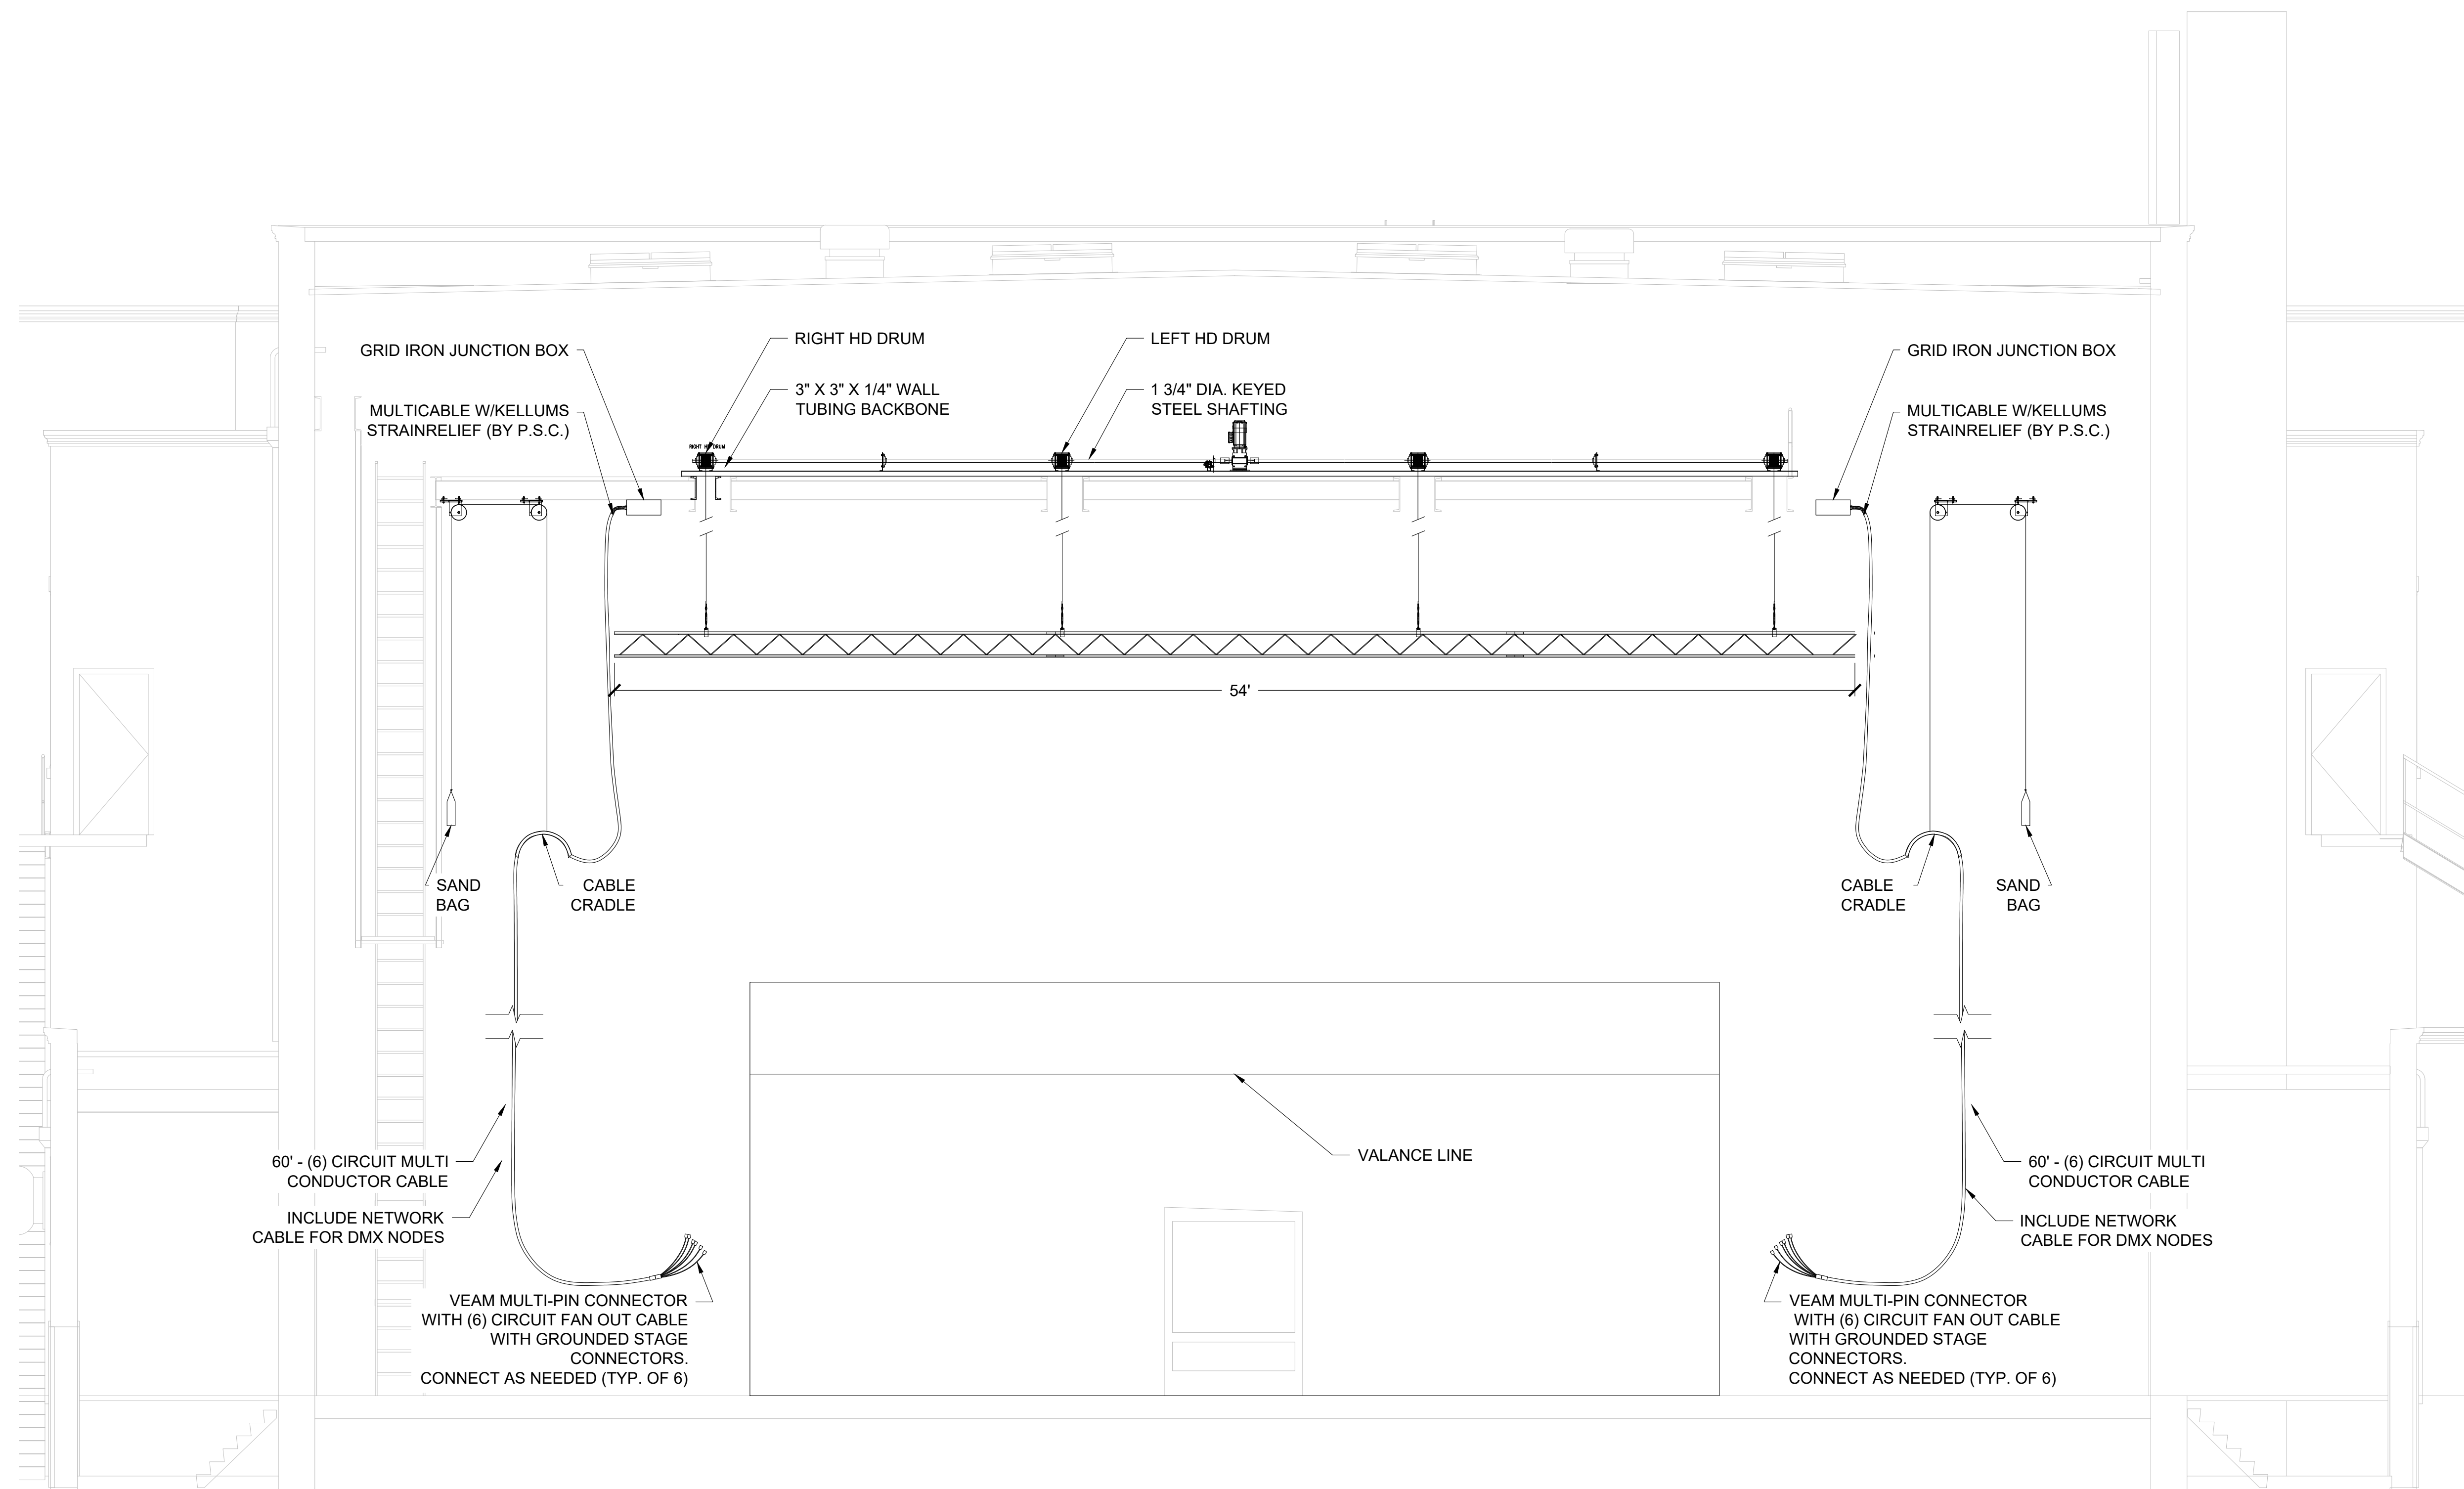 RIGHT HD DRUM
LEFT HD DRUM
GRID IRON JUNCTION BOX
GRID IRON JUNCTION BOX
3" X 3" X 1/4" WALL
TUBING BACKBONE
1 3/4" DIA. KEYED
STEEL SHAFTING
MULTICABLE W/KELLUMS
STRAINRELIEF (BY P.S.C.)
MULTICABLE W/KELLUMS
STRAINRELIEF (BY P.S.C.)
RIGHT HD DRUM
54'
SAND
BAG
CABLE
CRADLE
CABLE
CRADLE
SAND
BAG
VALANCE LINE
60' - (6) CIRCUIT MULTI
CONDUCTOR CABLE
60' - (6) CIRCUIT MULTI
CONDUCTOR CABLE
INCLUDE NETWORK
CABLE FOR DMX NODES
INCLUDE NETWORK
CABLE FOR DMX NODES
VEAM MULTI-PIN CONNECTOR
WITH (6) CIRCUIT FAN OUT CABLE
WITH GROUNDED STAGE
CONNECTORS.
CONNECT AS NEEDED (TYP. OF 6)
VEAM MULTI-PIN CONNECTOR
WITH (6) CIRCUIT FAN OUT CABLE
WITH GROUNDED STAGE
CONNECTORS.
CONNECT AS NEEDED (TYP. OF 6)